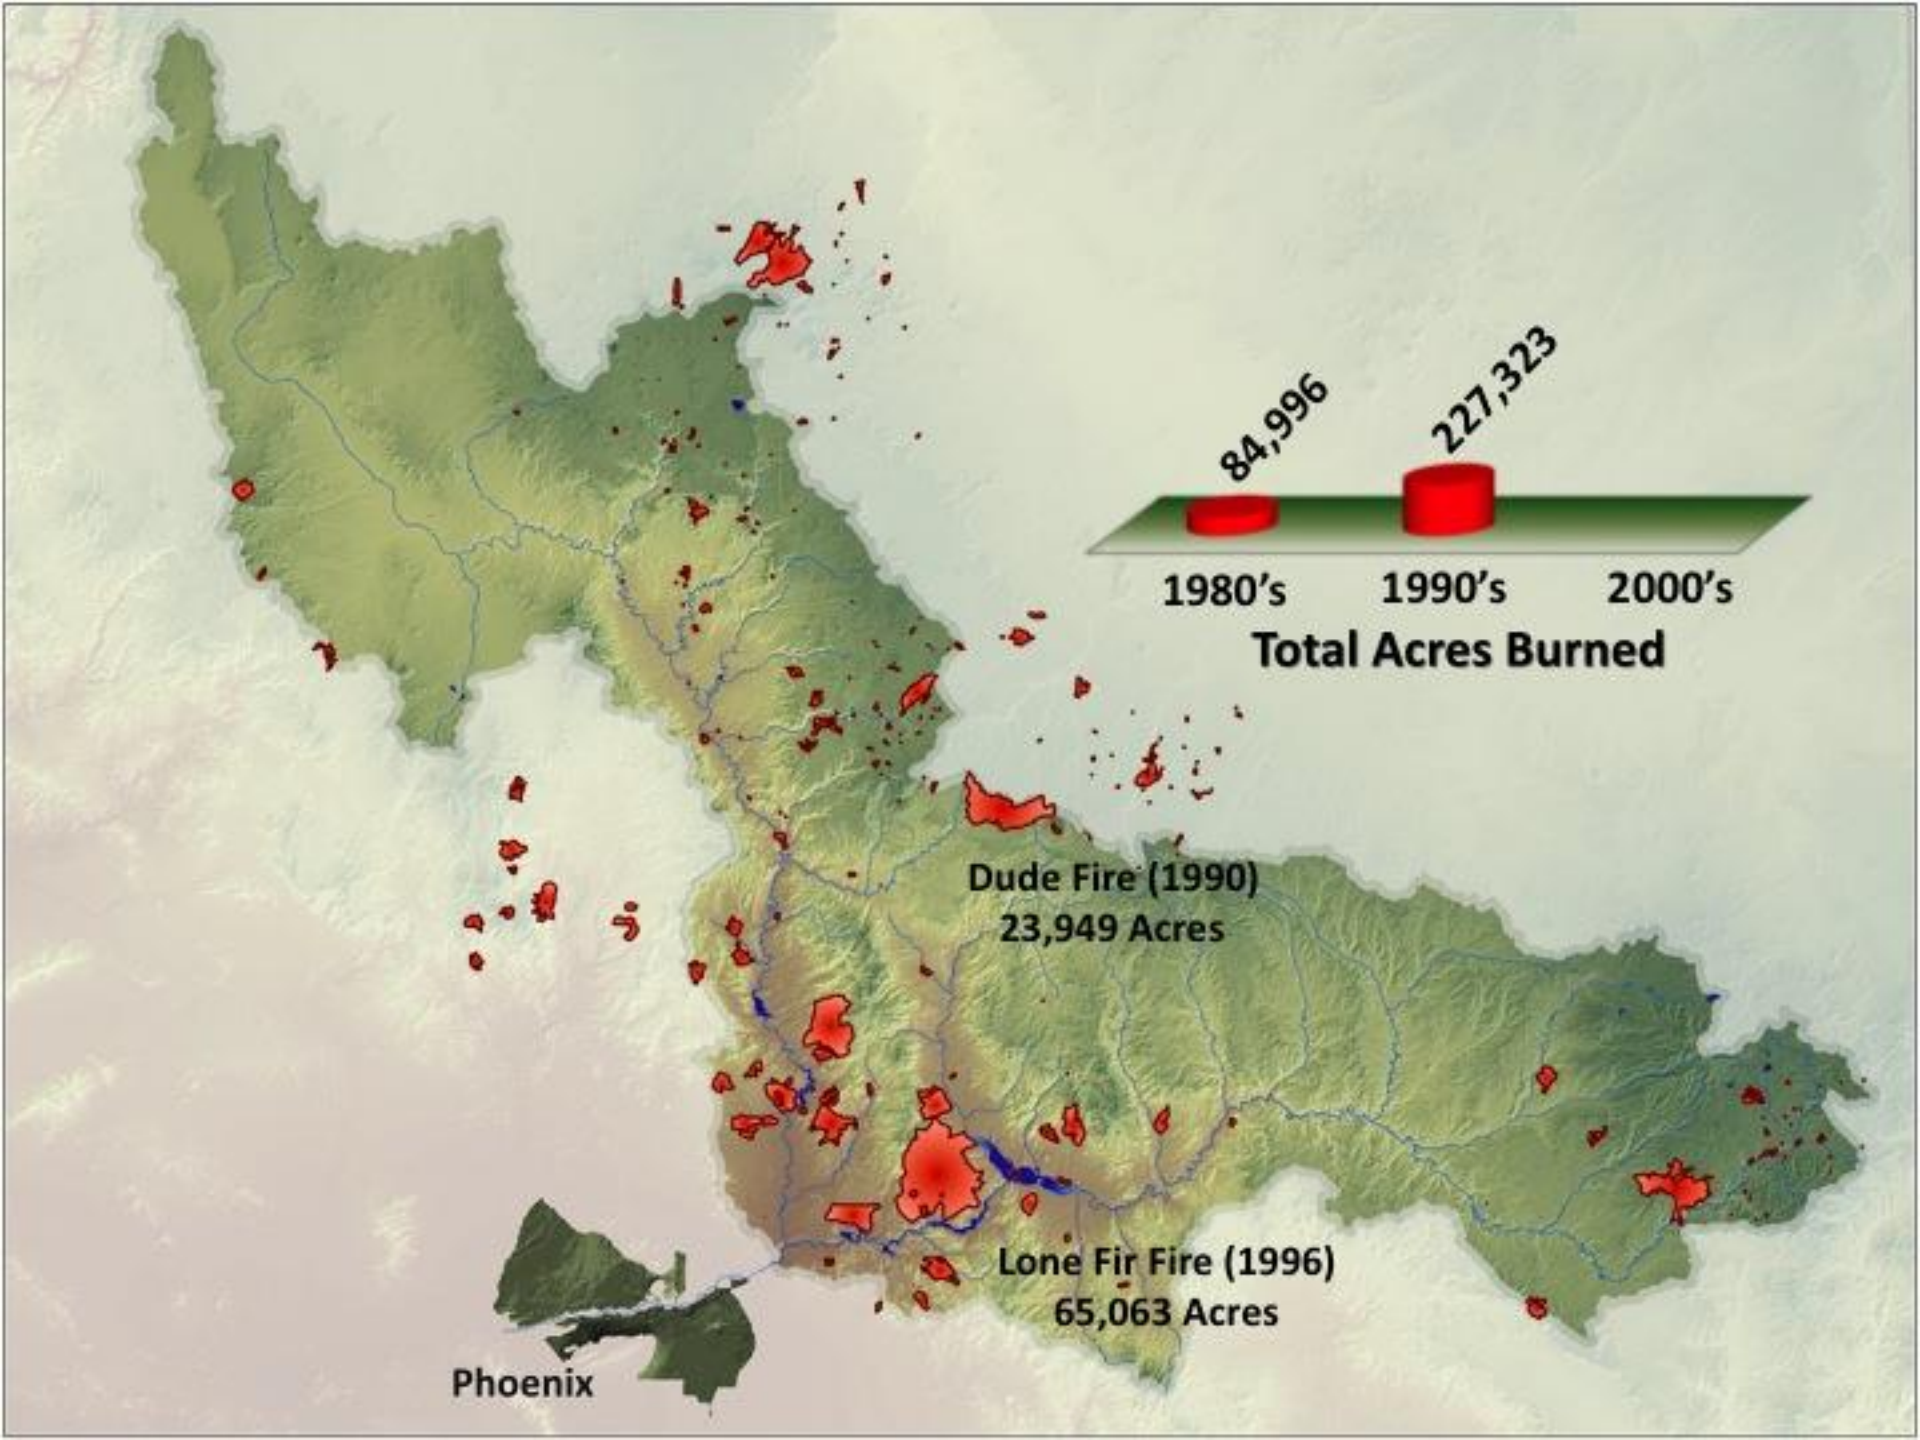 84,996
227,323
1980's
1990's
2000's
Total Acres Burned
Dude Fire (1990)
23,949 Acres
Lone Fir Fire (1996)
65,063 Acres
Phoenix